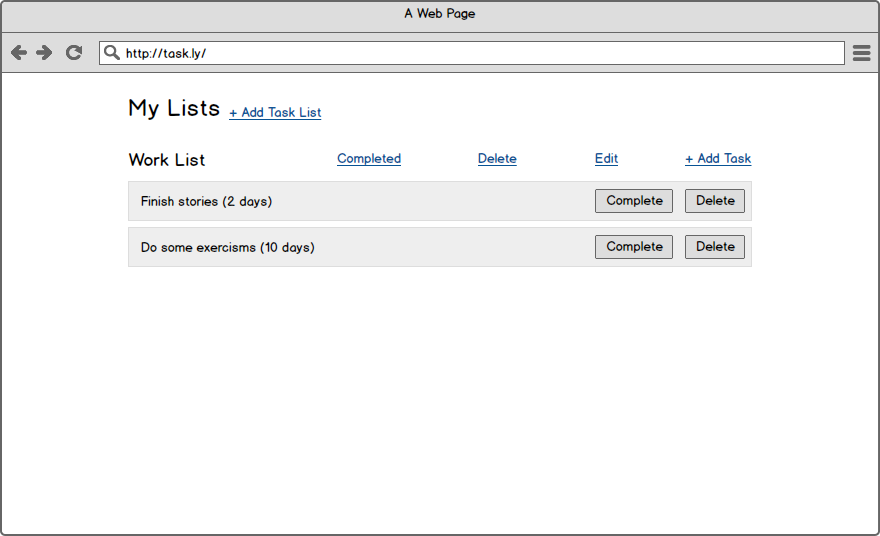 A Web Page
http://task.ly/
My Lists + Add Task List
Work List Completed Delete Edit + Add Task
Finish stories (2 days) Complete Delete
Do some exercisms (10 days) Complete Delete